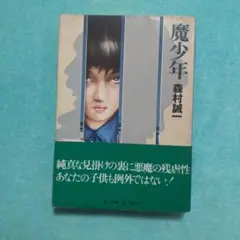 魔少年
森村誠一
純真な見掛けの裏に悪魔の残虐性
あなたの子供も例外ではない!